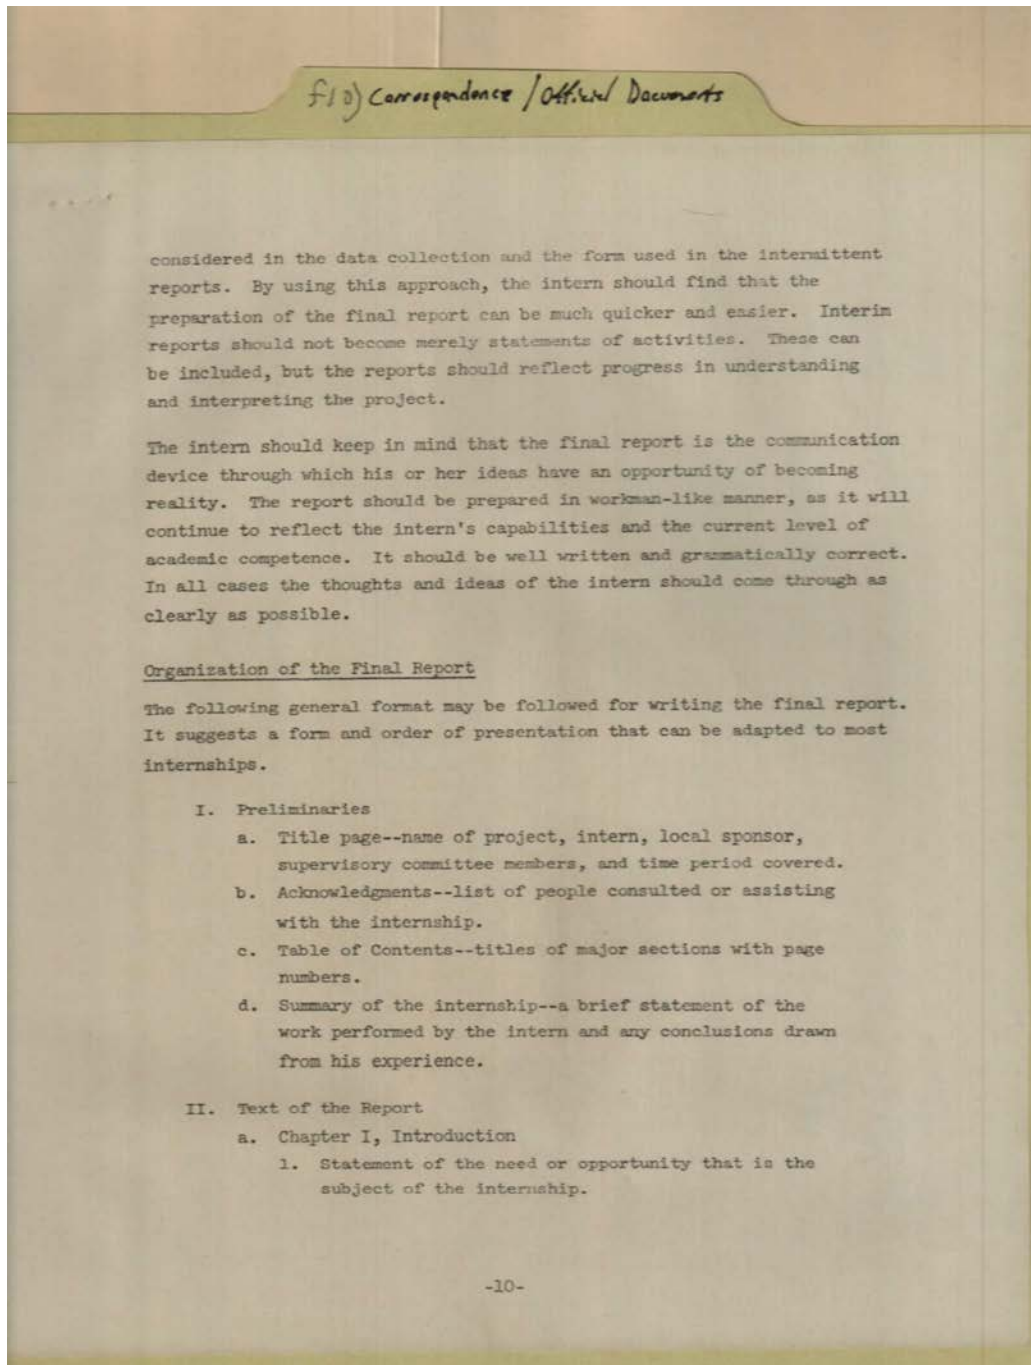 f10) Correspondence / Official Documents
considered in the data collection and the form used in the intermittent
reports. By using this approach, the intern should find that the
preparation of the final report can be much quicker and easier. Interim
reports should not become merely statements of activities. These can
be included, but the reports should reflect progress in understanding
and interpreting the project.
The intern should keep in mind that the final report is the communication
device through which his or her ideas have an opportunity of becoming
reality. The report should be prepared in workman-like manner, as it will
continue to reflect the intern's capabilities and the current level of
academic competence. It should be well written and grammatically correct.
In all cases the thoughts and ideas of the intern should come through as
clearly as possible.
Organization of the Final Report
The following general format may be followed for writing the final report.
It suggests a form and order of presentation that can be adapted to most
internships.
I. Preliminaries
a. Title page--name of project, intern, local sponsor,
supervisory committee members, and time period covered.
b. Acknowledgments--list of people consulted or assisting
with the internship.
c. Table of Contents--titles of major sections with page
numbers.
d. Summary of the internship--a brief statement of the
work performed by the intern and any conclusions drawn
from his experience.
II. Text of the Report
a. Chapter I, Introduction
1. Statement of the need or opportunity that is the
subject of the internship.
-10-